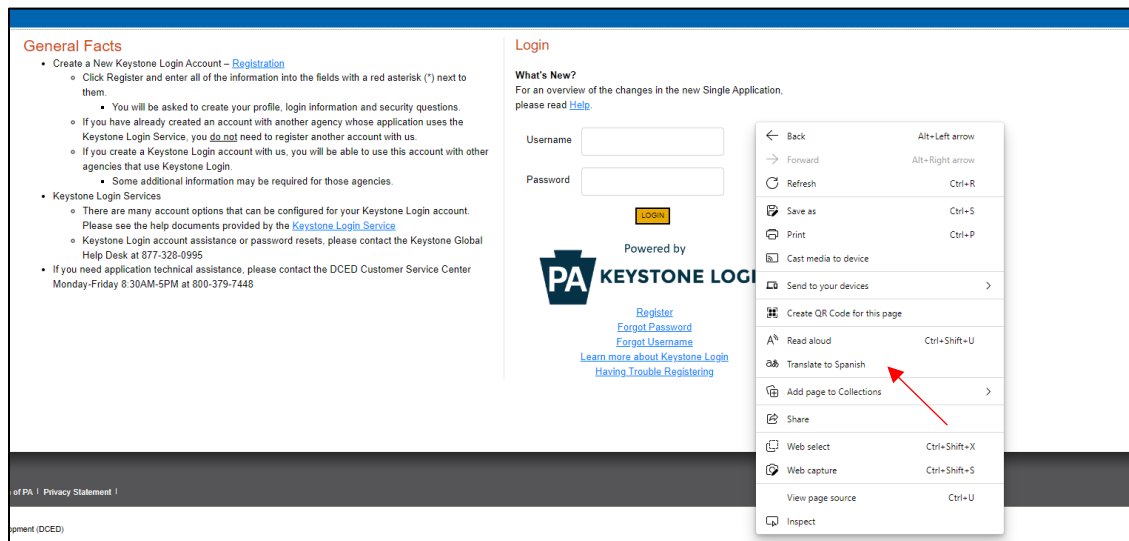 General Facts
Create a New Keystone Login Account – Registration
Click Register and enter all of the information into the fields with a red asterisk (*) next to
them.
You will be asked to create your profile, login information and security questions.
If you have already created an account with another agency whose application uses the
Keystone Login Service, you do not need to register another account with us.
If you create a Keystone Login account with us, you will be able to use this account with other
agencies that use Keystone Login.
Some additional information may be required for those agencies.
Keystone Login Services
There are many account options that can be configured for your Keystone Login account.
Please see the help documents provided by the Keystone Login Service
Keystone Login account assistance or password resets, please contact the Keystone Global
Help Desk at 877-328-0995
If you need application technical assistance, please contact the DCED Customer Service Center
Monday-Friday 8:30AM-5PM at 800-379-7448
Login
What's New?
For an overview of the changes in the new Single Application,
please read Help.
Username
Password
LOGIN
Powered by
PA KEYSTONE LOGI
Register
Forgot Password
Forgot Username
Learn more about Keystone Login
Having Trouble Registering
Back Alt+Left arrow
Forward Alt+Right arrow
Refresh Ctrl+R
Save as Ctrl+S
Print Ctrl+P
Cast media to device
Send to your devices
Create QR Code for this page
Read aloud Ctrl+Shift+U
Translate to Spanish
Add page to Collections
Share
Web select Ctrl+Shift+X
Web capture Ctrl+Shift+S
View page source Ctrl+U
Inspect
of PA | Privacy Statement |
opment (DCED)